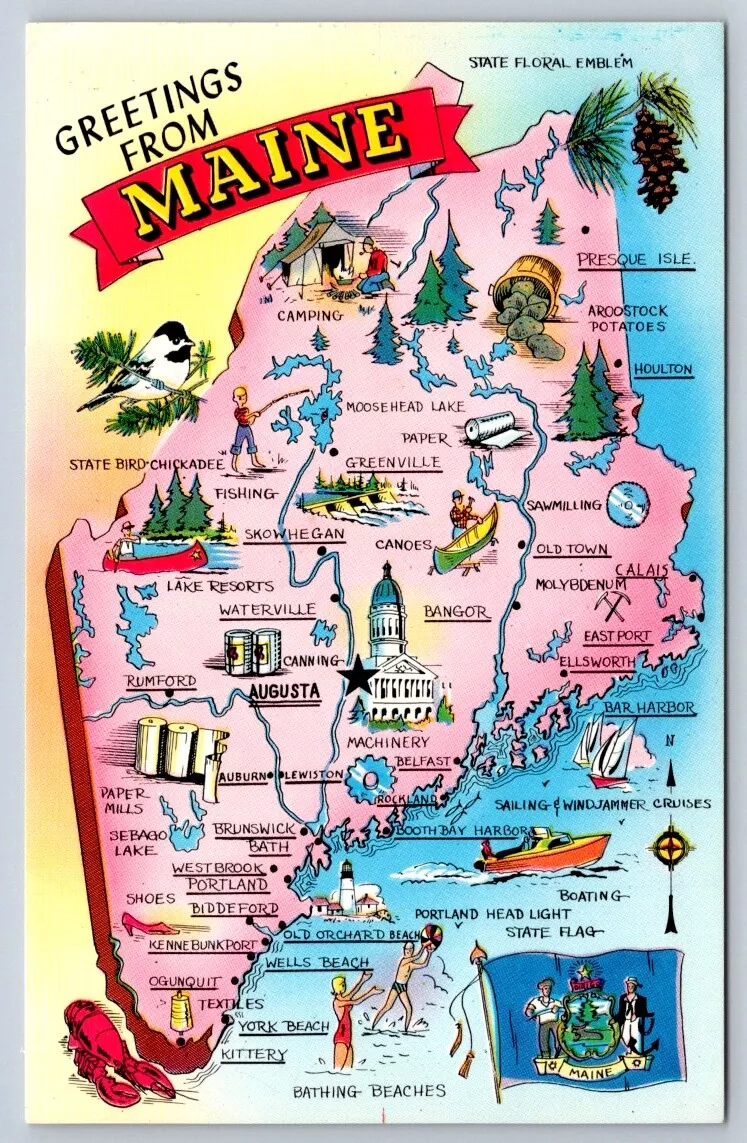 STATE FLORAL EMBLEM
GREETINGS
FROM
MAINE
PRESQUE ISLE.
CAMPING
AROOSTOCK
POTATOES
HOULTON
MOOSEHEAD LAKE
PAPER
STATE BIRD·CHICKADEE
GREENVILLE
FISHING
SAWMILLING
SKOWHEGAN
CANOES
OLD TOWN
CALAIS
LAKE RESORTS
MOLYBDENUM
WATERVILLE
BANGOR
EASTPORT
CANNING
ELLSWORTH
RUMFORD
AUGUSTA
BAR HARBOR
MACHINERY
N
BELFAST
AUBURN
LEWISTON
PAPER
MILLS
ROCKLAND
SAILING & WINDJAMMER CRUISES
SEBAGO
LAKE
BRUNSWICK
BATH
BOOTH BAY HARBOR
WESTBROOK
PORTLAND
BOATING
SHOES
BIDDEFORD
PORTLAND HEAD LIGHT
STATE FLAG
OLD ORCHARD BEACH
KENNEBUNKPORT
WELLS BEACH
OGUNQUIT
TEXTILES
YORK BEACH
KITTERY
MAINE
BATHING BEACHES